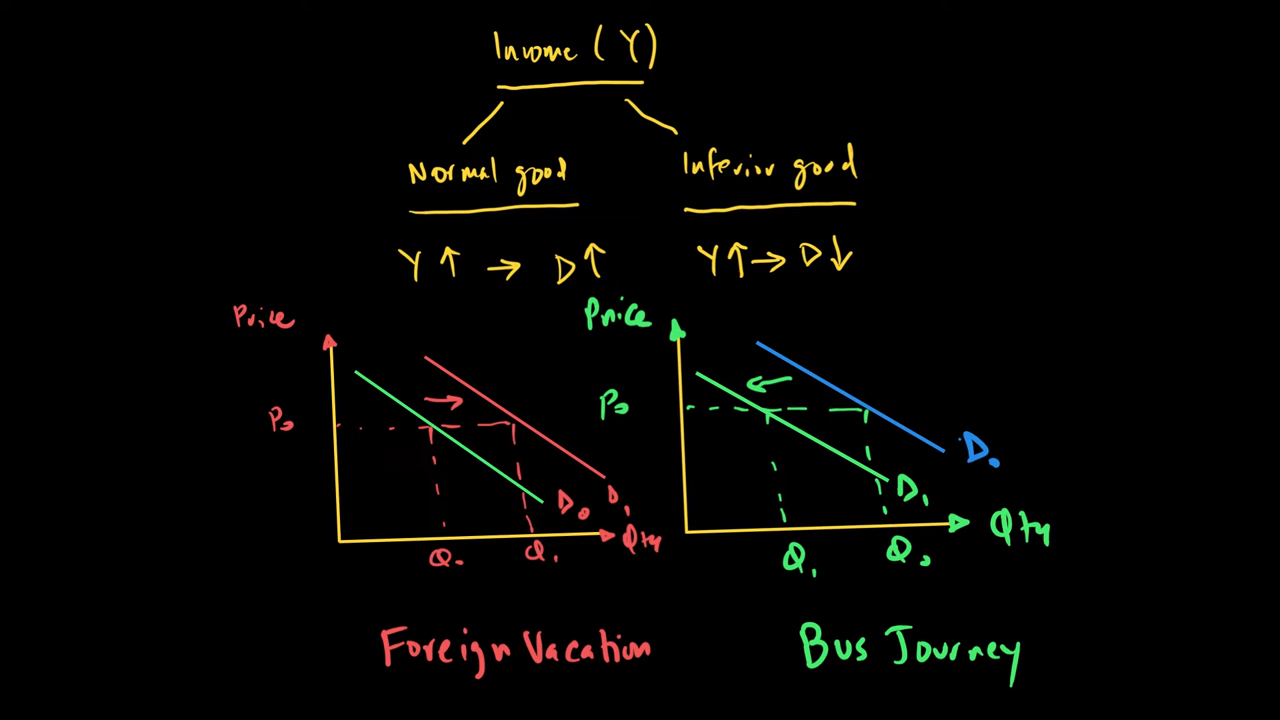 Income (Y)
Normal good
Inferior good
Y ↑ → D ↑
Y ↑ → D ↓
Price
Price
P₀
P₀
D₀
D₁
D₀
D₁
Qty
Qty
Q₀
Q₁
Q₁
Q₀
Foreign Vacation
Bus Journey